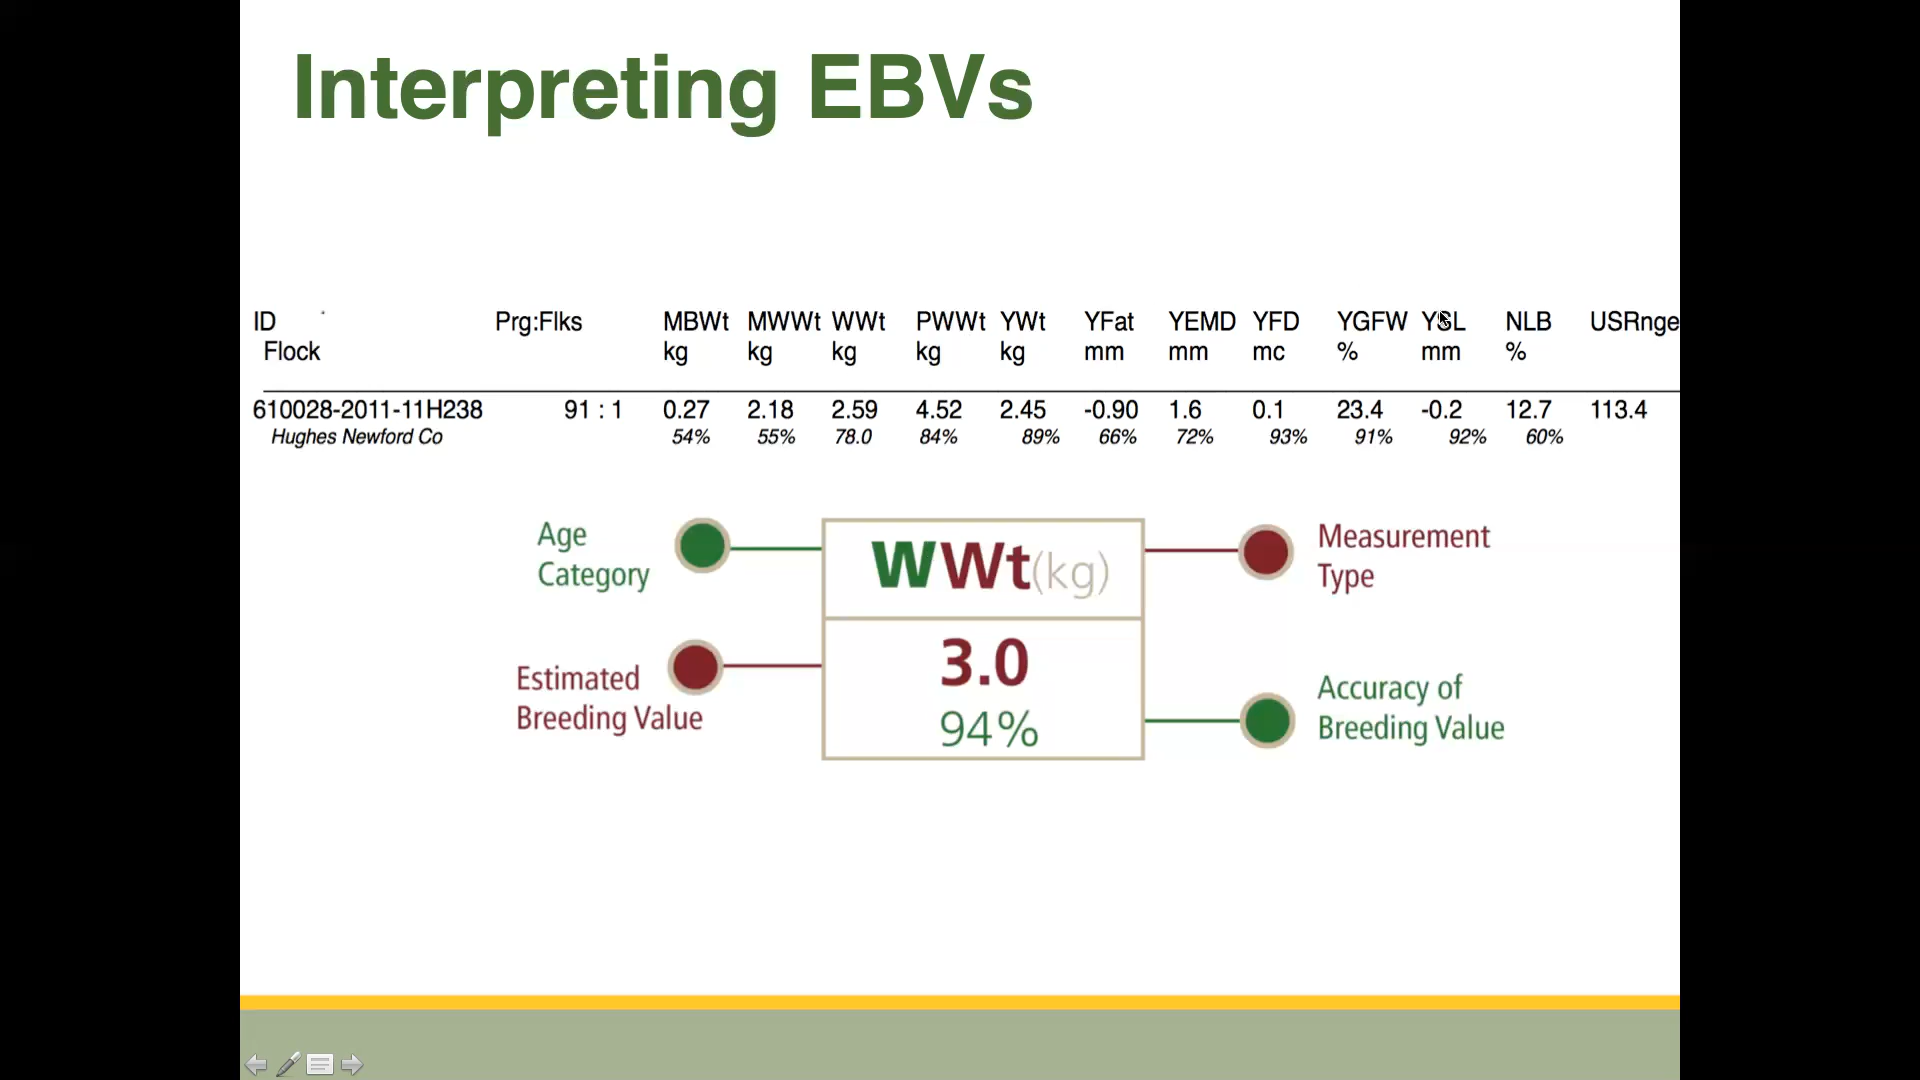 Interpreting EBVs
ID Prg:Flks MBWt MWWt WWt PWWt YWt YFat YEMD YFD YGFW YSL NLB USRnge
Flock kg kg kg kg kg mm mm mc % mm %
610028-2011-11H238 91 : 1 0.27 2.18 2.59 4.52 2.45 -0.90 1.6 0.1 23.4 -0.2 12.7 113.4
Hughes Newford Co 54% 55% 78.0 84% 89% 66% 72% 93% 91% 92% 60%
Age
Category
WWt(kg)
Measurement
Type
Estimated
Breeding Value
3.0
94%
Accuracy of
Breeding Value